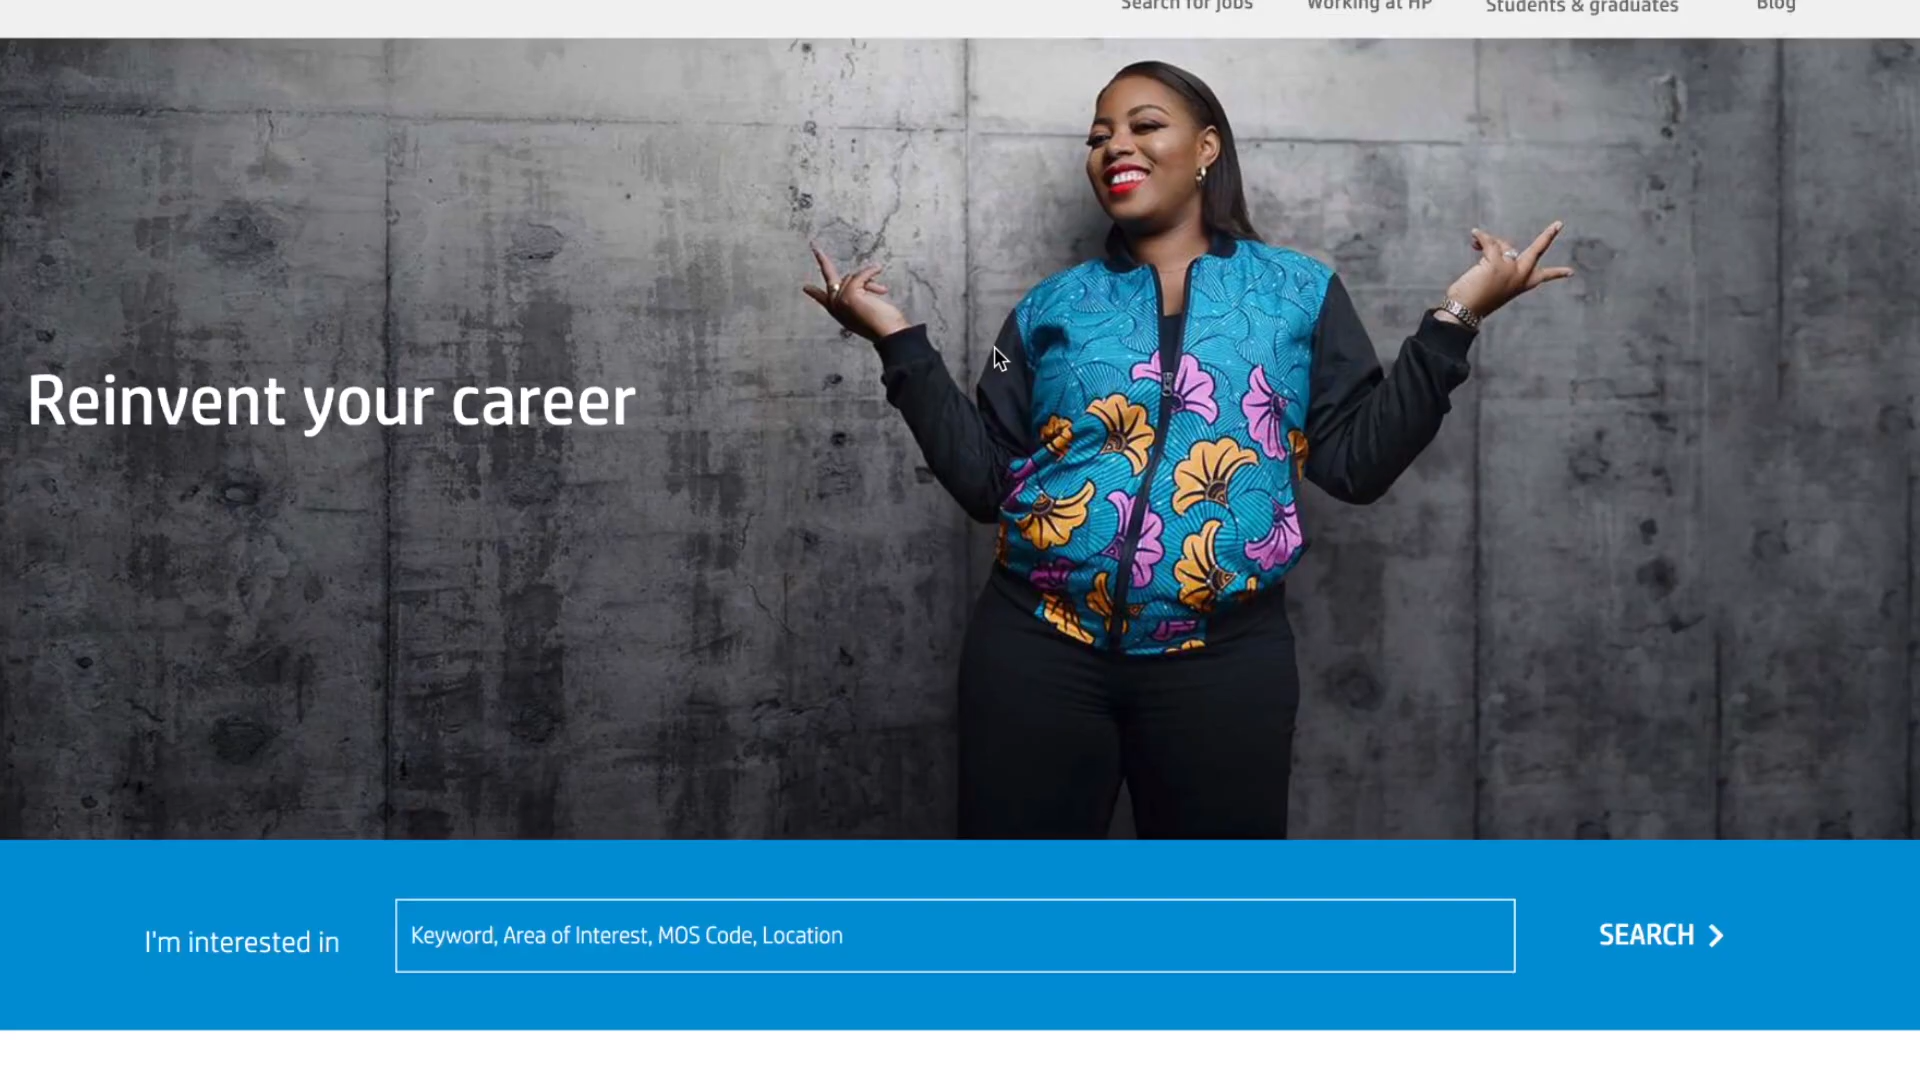 Search for jobs
Working at HP
Students & graduates
Blog
Reinvent your career
I'm interested in
Keyword, Area of Interest, MOS Code, Location
SEARCH